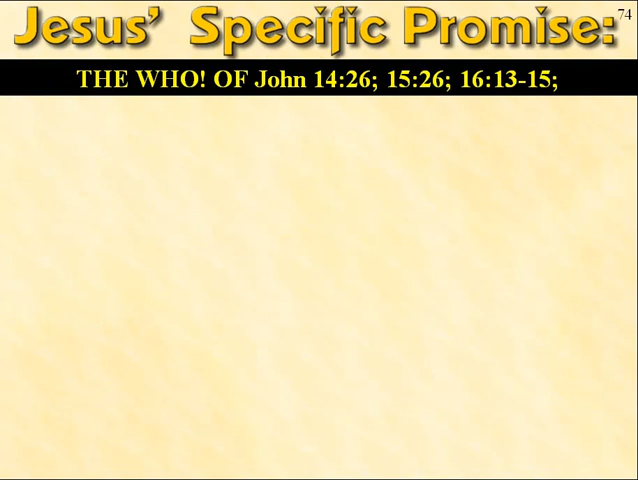 Jesus’ Specific Promise:
74
THE WHO! OF John 14:26; 15:26; 16:13-15;